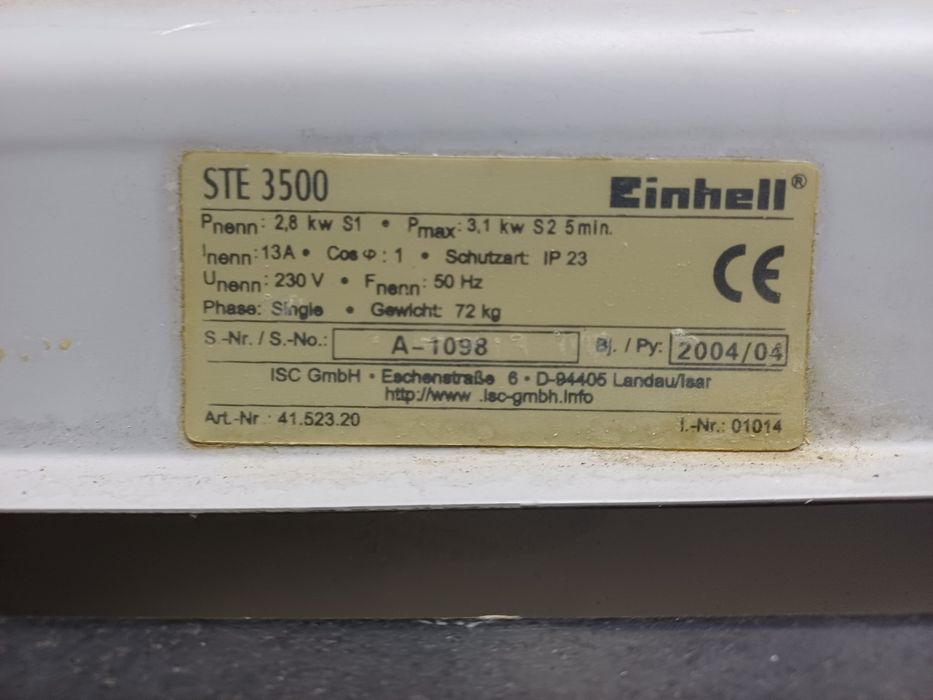 STE 3500 Einhell®
Pnenn: 2,8 kw S1 • Pmax: 3,1 kw S2 5min.
Inenn: 13A • Cos φ : 1 • Schutzart: IP 23
CE
Unenn: 230 V • Fnenn: 50 Hz
Phase: Single • Gewicht: 72 kg
S.-Nr. / S.-No.: A-1098 Bj. / Py: 2004/04
ISC GmbH • Eschenstraße 6 • D-94405 Landau/Isar
http://www .isc-gmbh.info
Art.-Nr : 41.523.20 I.-Nr.: 01014